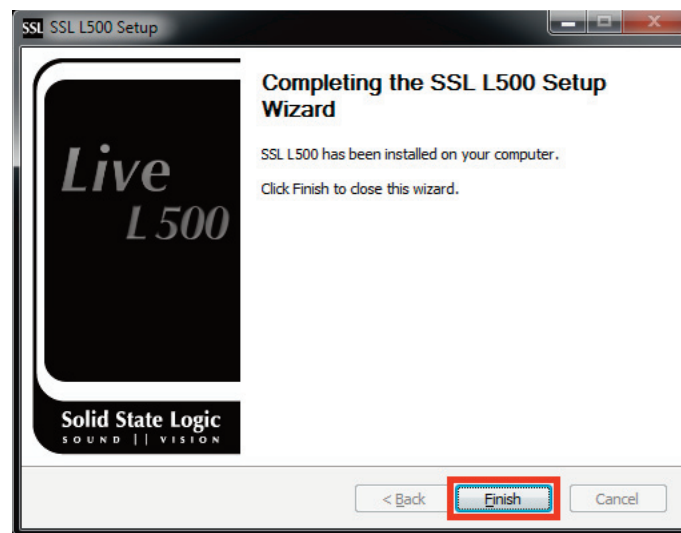 SSL SSL L500 Setup
Completing the SSL L500 Setup
Wizard
SSL L500 has been installed on your computer.
Click Finish to close this wizard.
Live
L500
Solid State Logic
SOUND || VISION
< Back
Finish
Cancel